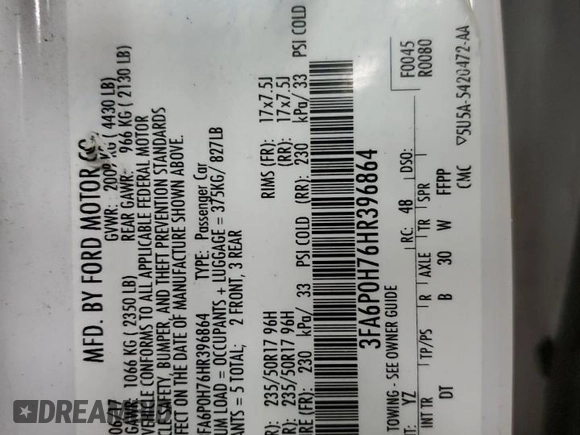 MFD. BY FORD MOTOR CO.
GVWR: 2009 KG ( 4430 LB)
GAWR: 1066 KG ( 2350 LB) REAR GAWR: 966 KG ( 2130 LB)
VEHICLE CONFORMS TO ALL APPLICABLE FEDERAL MOTOR
SAFETY, BUMPER, AND THEFT PREVENTION STANDARDS
EFFECT ON THE DATE OF MANUFACTURE SHOWN ABOVE.
3FA6P0H76HR396864 TYPE: Passenger Car
UM LOAD = OCCUPANTS + LUGGAGE = 375KG/ 827LB
ANTS = 5 TOTAL; 2 FRONT, 3 REAR
235/50R17 96H RIMS (FR): 17x7.5J
235/50R17 96H (RR): 17x7.5J
URE (FR): 230 kPa/ 33 PSI COLD (RR): 230 kPa/ 33 PSI COLD
3FA6P0H76HR396864
F0045
R0080
TOWING - SEE OWNER GUIDE
YZ RC: 48 DSO:
INT TR TP/PS R AXLE TR SPR
DT B 30 W FFPP
CMC ▽5U5A-5420472-AA
DREAM